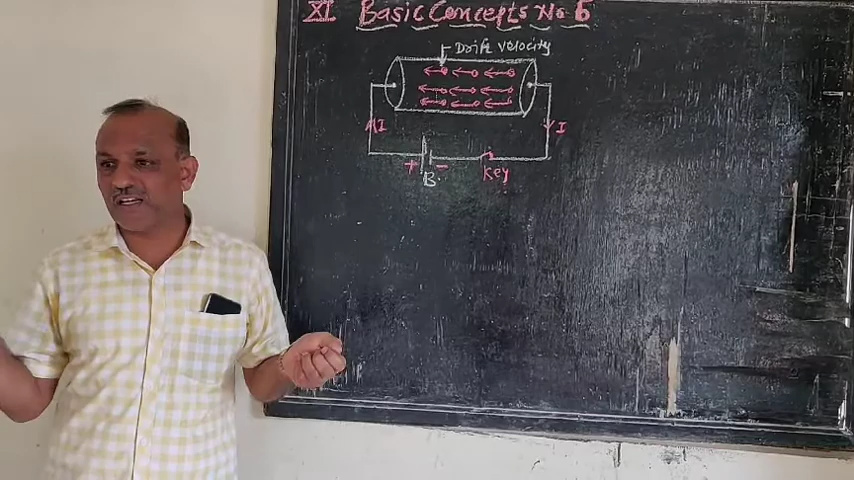 XI Basic Concepts No 6
Drift velocity
I I
+ - Key
B